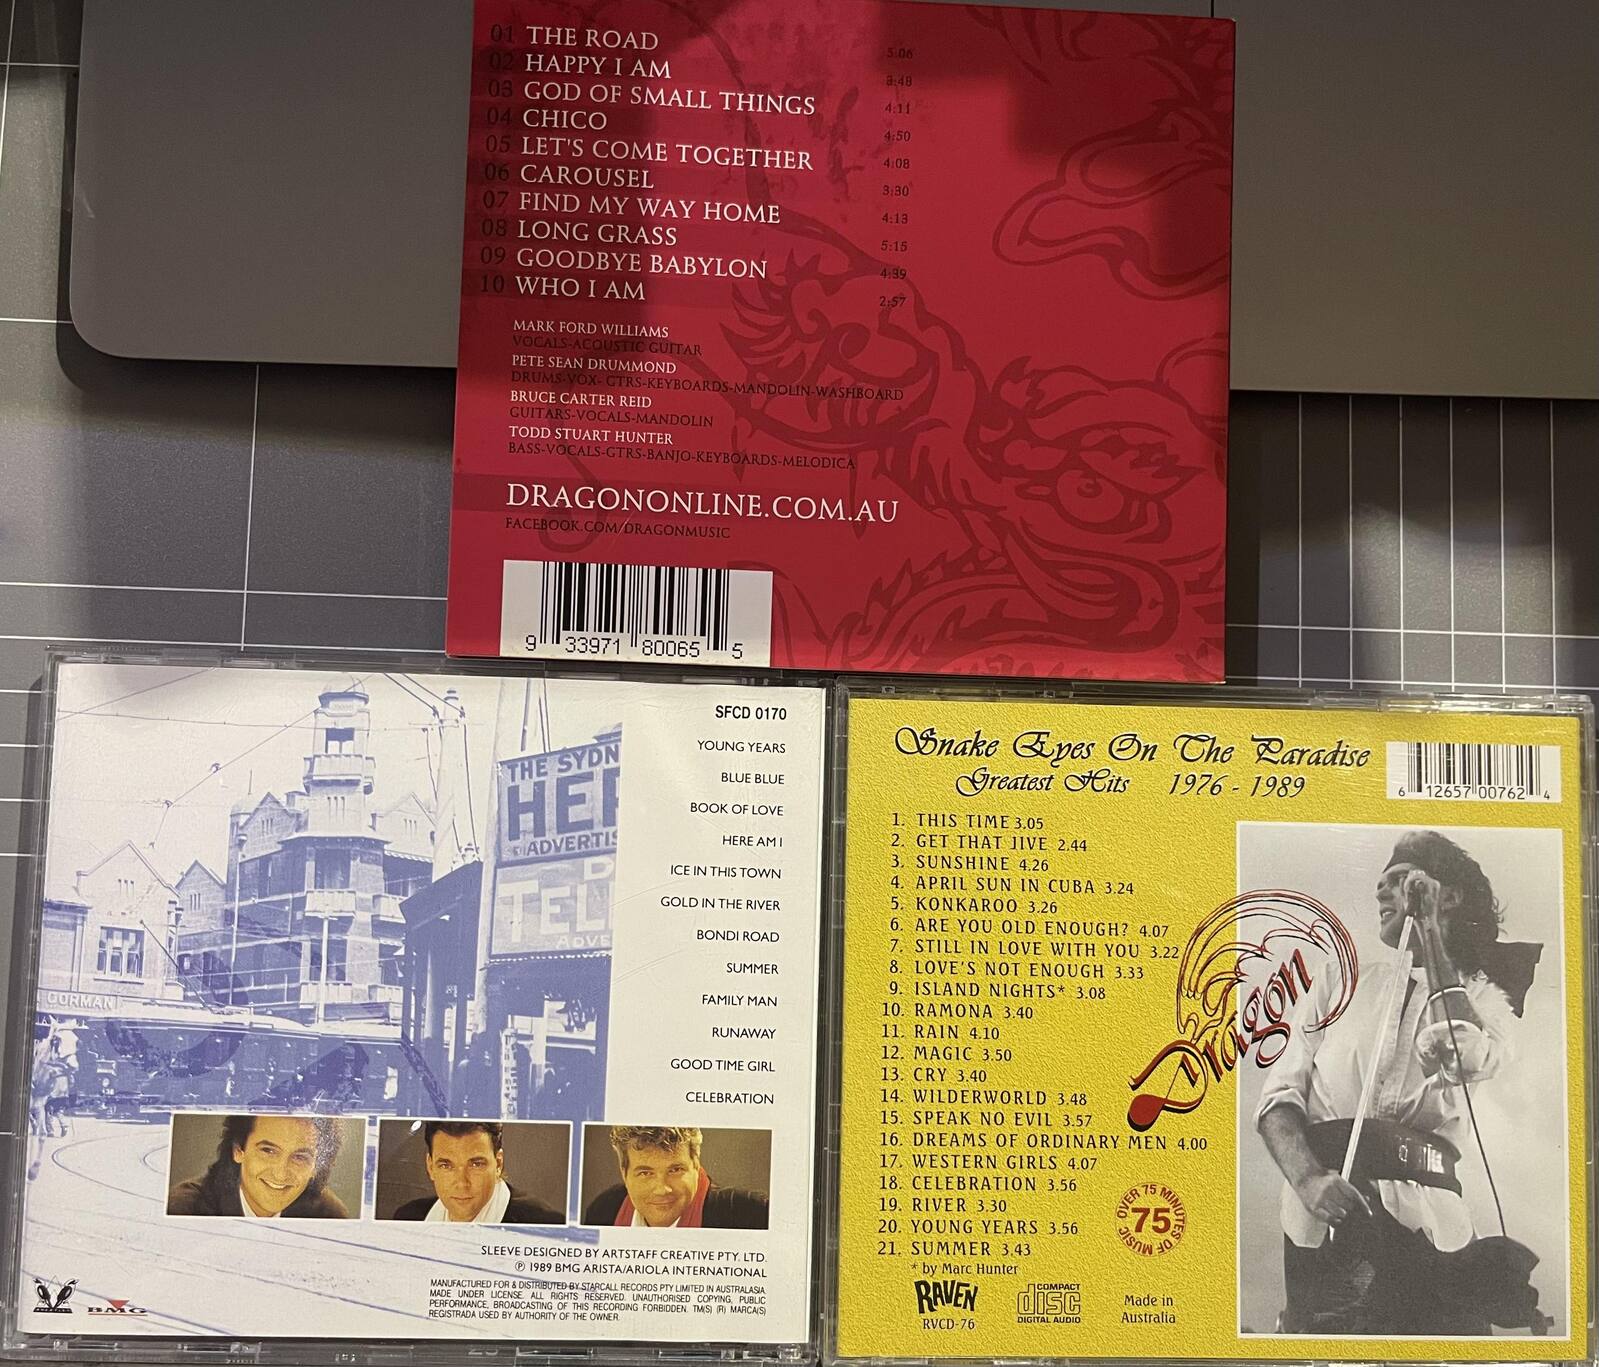 01 THE ROAD 5:06
02 HAPPY I AM 3:48
03 GOD OF SMALL THINGS 4:11
04 CHICO 4:50
05 LET'S COME TOGETHER 4:08
06 CAROUSEL 3:30
07 FIND MY WAY HOME 4:13
08 LONG GRASS 5:15
09 GOODBYE BABYLON 4:39
10 WHO I AM 2:57
MARK FORD WILLIAMS
VOCALS-ACOUSTIC GUITAR
PETE SEAN DRUMMOND
DRUMS-VOX- GTRS-KEYBOARDS-MANDOLIN-WASHBOARD
BRUCE CARTER REID
GUITARS-VOCALS-MANDOLIN
TODD STUART HUNTER
BASS-VOCALS-GTRS-BANJO-KEYBOARDS-MELODICA
DRAGONONLINE.COM.AU
FACEBOOK.COM/DRAGONMUSIC
9 33971 80065 5
SFCD 0170
YOUNG YEARS
BLUE BLUE
BOOK OF LOVE
HERE AM I
ICE IN THIS TOWN
GOLD IN THE RIVER
BONDI ROAD
SUMMER
FAMILY MAN
RUNAWAY
GOOD TIME GIRL
CELEBRATION
THE SYDN
HER
ADVERTIS
TEL
ADVE
GORMAN
SLEEVE DESIGNED BY ARTSTAFF CREATIVE PTY. LTD.
℗ 1989 BMG ARISTA/ARIOLA INTERNATIONAL
MANUFACTURED FOR & DISTRIBUTED BY STARCALL RECORDS PTY LIMITED IN AUSTRALASIA.
MADE UNDER LICENSE. ALL RIGHTS RESERVED. UNAUTHORISED COPYING, PUBLIC
PERFORMANCE, BROADCASTING OF THIS RECORDING FORBIDDEN. TM(S) (R) MARCA(S)
REGISTRADA USED BY AUTHORITY OF THE OWNER.
BMG
Snake Eyes On The Paradise
Greatest Hits 1976 - 1989
6 12657 00762 4
1. THIS TIME 3.05
2. GET THAT JIVE 2.44
3. SUNSHINE 4.26
4. APRIL SUN IN CUBA 3.24
5. KONKAROO 3.26
6. ARE YOU OLD ENOUGH? 4.07
7. STILL IN LOVE WITH YOU 3.22
8. LOVE'S NOT ENOUGH 3.33
9. ISLAND NIGHTS* 3.08
10. RAMONA 3.40
11. RAIN 4.10
12. MAGIC 3.50
13. CRY 3.40
14. WILDERWORLD 3.48
15. SPEAK NO EVIL 3.57
16. DREAMS OF ORDINARY MEN 4.00
17. WESTERN GIRLS 4.07
18. CELEBRATION 3.56
19. RIVER 3.30
20. YOUNG YEARS 3.56
21. SUMMER 3.43
* by Marc Hunter
Dragon
OVER 75 MINUTES OF MUSIC
75
RAVEN
RVCD-76
COMPACT
disc
DIGITAL AUDIO
Made in
Australia